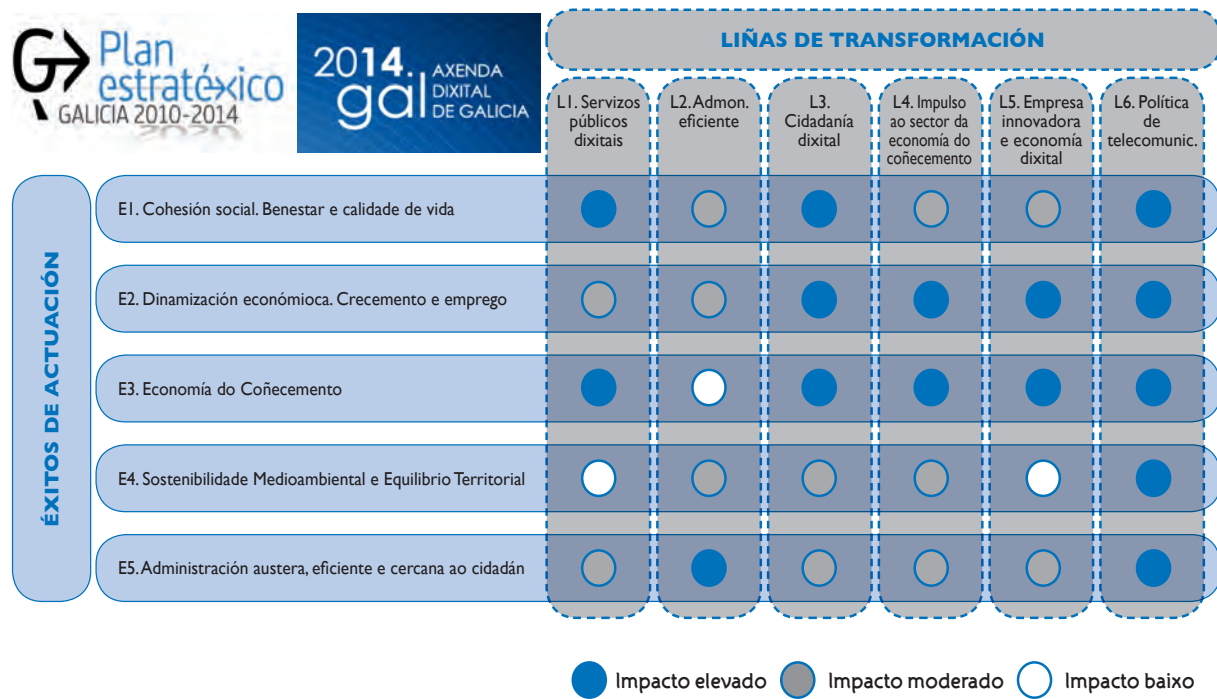 Plan
estratéxico
GALICIA 2010-2014
2014.
gal
AXENDA
DIXITAL
DE GALICIA
LIÑAS DE TRANSFORMACIÓN
L1. Servizos
públicos
dixitais
L2. Admon.
eficiente
L3.
Cidadanía
dixital
L4. Impulso
ao sector da
economía do
coñecemento
L5. Empresa
innovadora
e economía
dixital
L6. Política
de
telecomunic.
ÉXITOS DE ACTUACIÓN
E1. Cohesión social. Benestar e calidade de vida
E2. Dinamización económioca. Crecemento e emprego
E3. Economía do Coñecemento
E4. Sostenibilidade Medioambiental e Equilibrio Territorial
E5. Administración austera, eficiente e cercana ao cidadán
Impacto elevado
Impacto moderado
Impacto baixo